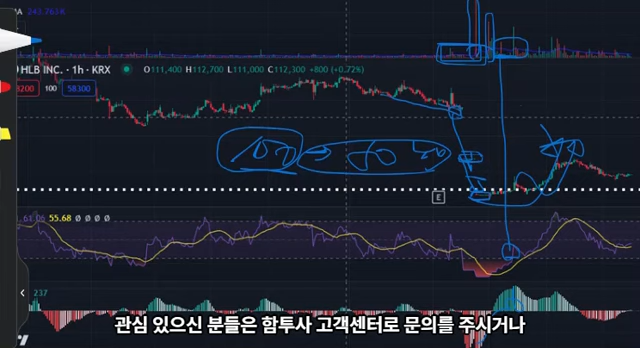 MA 243.763K
HLB INC. · 1h · KRX O111,400 H112,700 L111,000 C112,300 +800 (+0.72%)
100 58300
E
61.06 55.68 Ø Ø Ø Ø
237
관심 있으신 분들은 함투사 고객센터로 문의를 주시거나